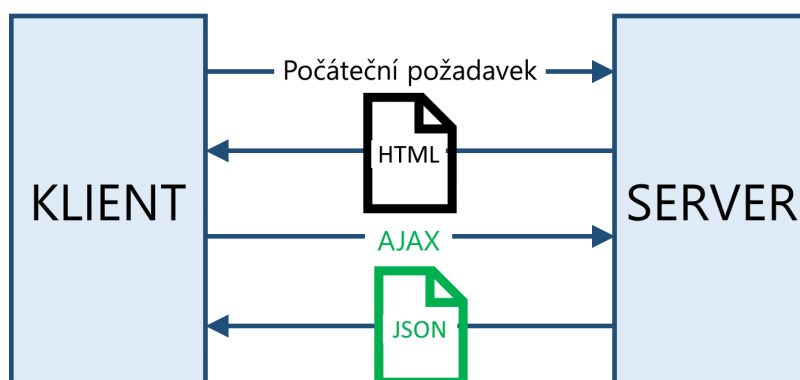 Počáteční požadavek
HTML
KLIENT
SERVER
AJAX
JSON